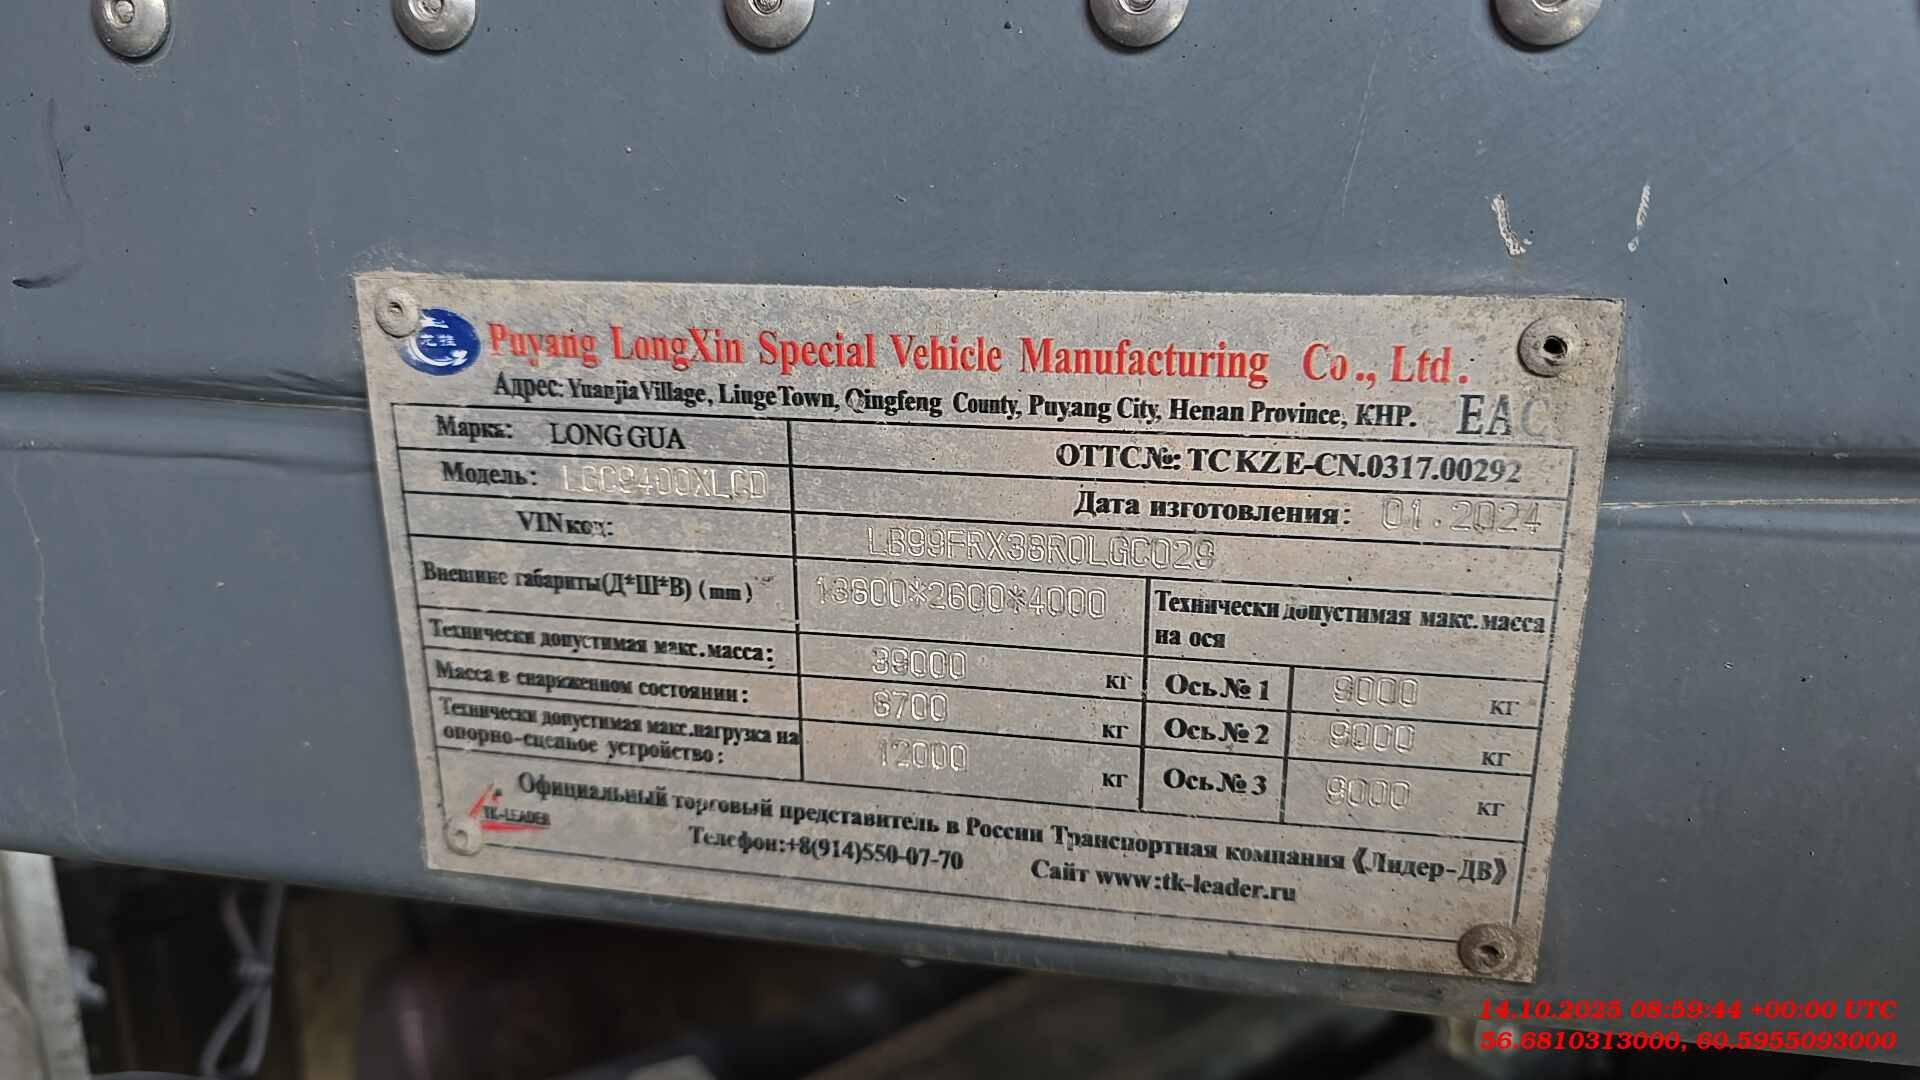 Puyang LongXin Special Vehicle Manufacturing Co., Ltd.
Адрес: Yuanjia Village, Liuge Town, Qingfeng County, Puyang City, Henan Province, КНР. EAC
Марка: LONG GUA
ОТТС№: TC KZ E-CN.0317.00292
Модель: LGC9400XLCD
Дата изготовления: 01.2024
VIN код: LB99FRX38R0LGC029
Внешние габариты(Д*Ш*В) (mm) 13600*2600*4000
Технически допустимая макс.масса на ося
Технически допустимая макс.масса: 39000 кг
Ось № 1 9000 кг
Масса в снаряженном состоянии: 6700 кг
Ось № 2 9000 кг
Технически допустимая макс.нагрузка на опорно-сцепное устройство: 12000 кг
Ось № 3 9000 кг
TK-LEADER
Официальный торговый представитель в России Транспортная компания《Лидер-ДВ》
Телефон:+8(914)550-07-70 Сайт www:tk-leader.ru
14.10.2025 08:59:44 +00:00 UTC
56.6810313000, 60.5955093000